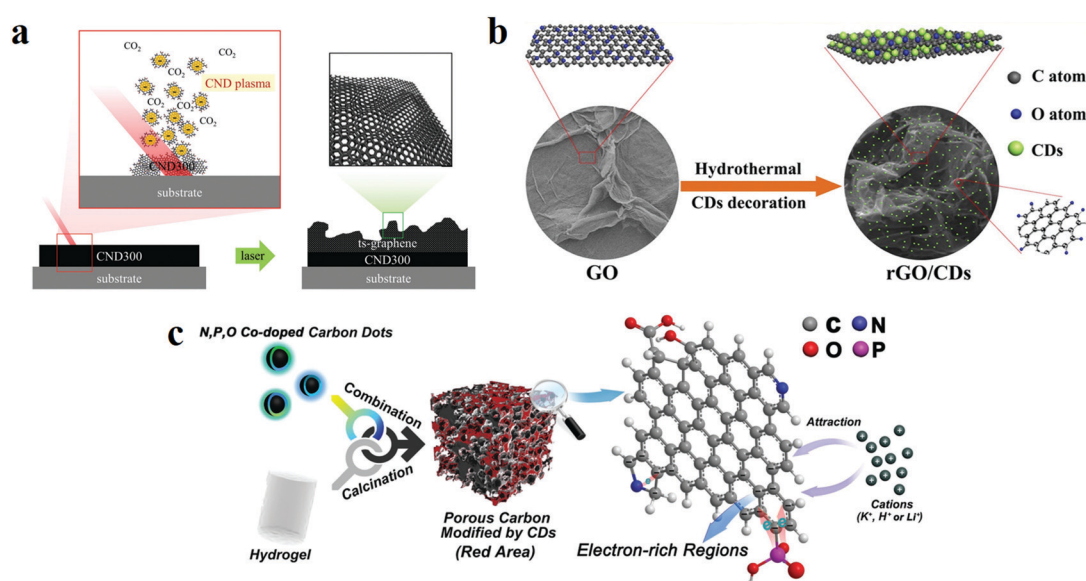 a
CO2
CO2
CO2
CND plasma
CO2
CO2
CO2
CND300
substrate
CND300
substrate
laser
ts-graphene
CND300
substrate
b
GO
Hydrothermal
CDs decoration
rGO/CDs
C atom
O atom
CDs
c
N,P,O Co-doped Carbon Dots
Combination
Calcination
Hydrogel
Porous Carbon
Modified by CDs
(Red Area)
C
N
O
P
Attraction
Cations
(K+, H+ or Li+)
Electron-rich Regions